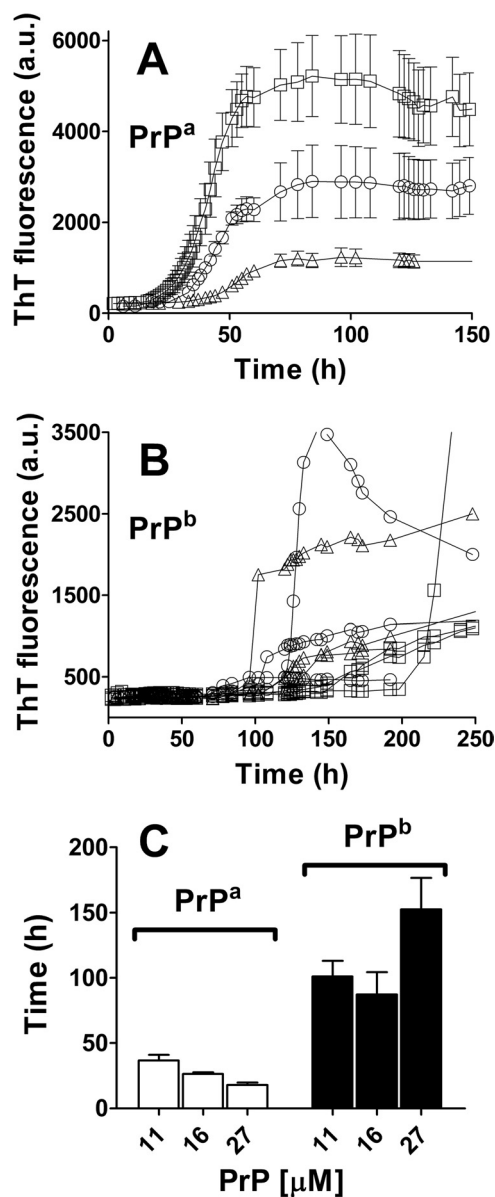 A
PrPᵃ
ThT fluorescence (a.u.)
6000
4000
2000
0
0 50 100 150
Time (h)
B
PrPᵇ
ThT fluorescence (a.u.)
3500
2500
1500
500
0 50 100 150 200 250
Time (h)
C
PrPᵃ
PrPᵇ
Time (h)
200
150
100
50
0
11 16 27 11 16 27
PrP [μM]